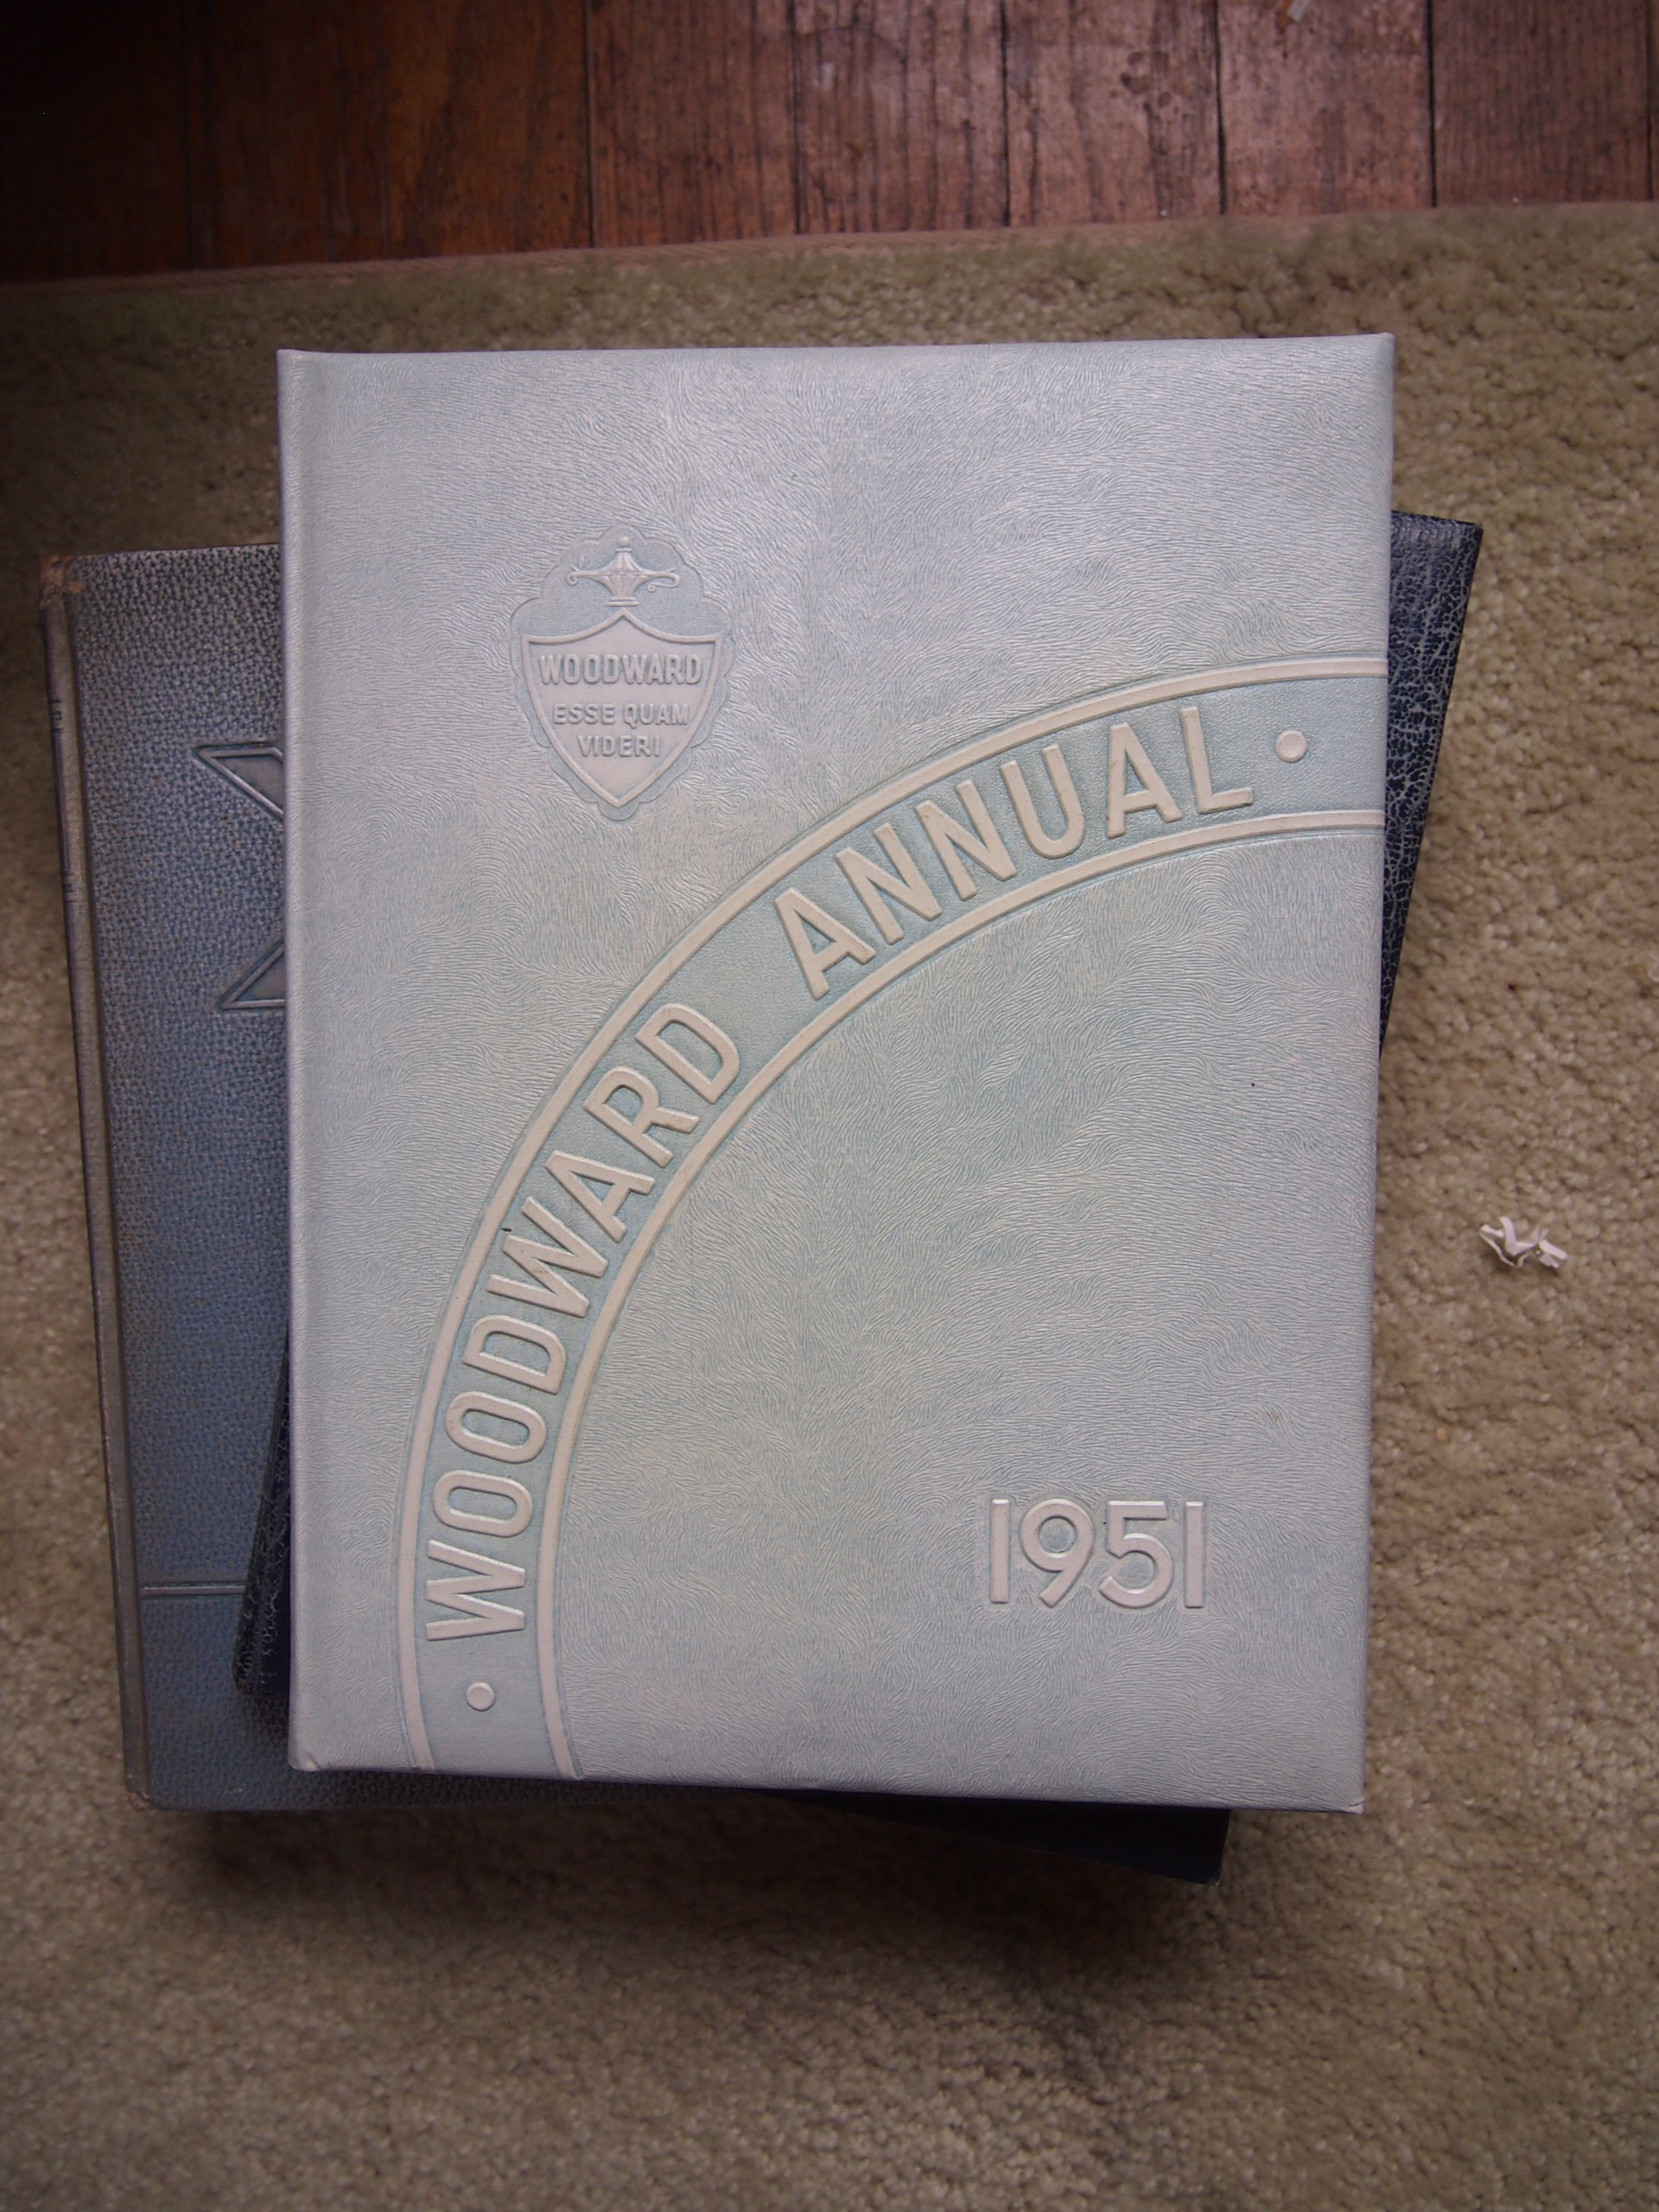 WOODWARD
ESSE QUAM
VIDERI
• WOODWARD ANNUAL •
1951